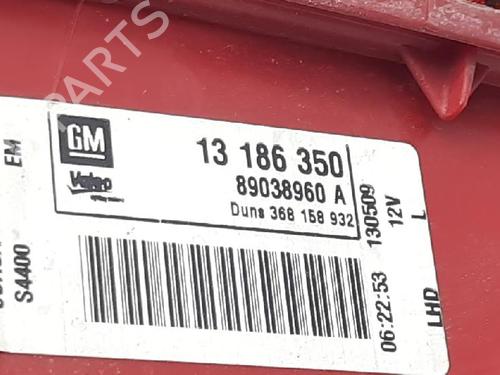 GM
Valeo
13 186 350
89038960 A
Duns 368 158 932
EM
S4400
130509
12V
L
06:22:53
LHD
PARTS